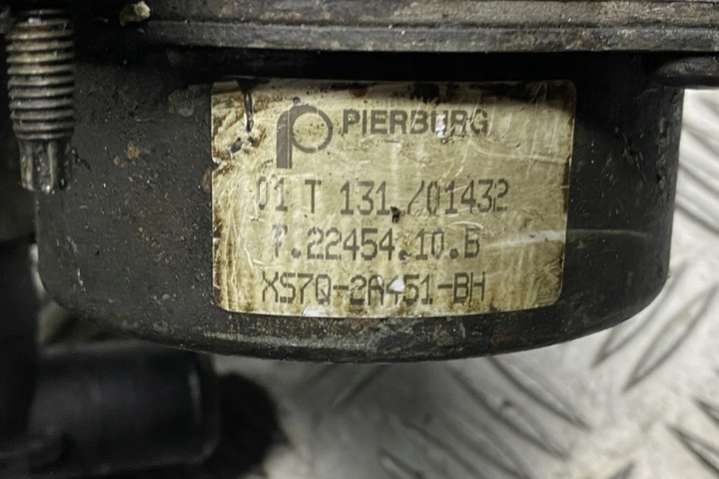 PIERBURG
01 T 131 /01432
7.22454.10.B
XS7Q-2A451-BH